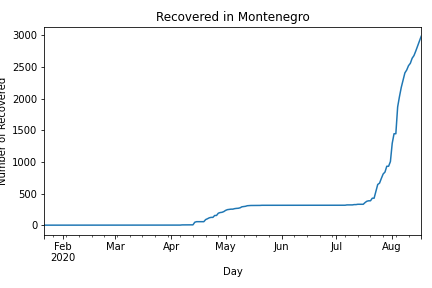 Recovered in Montenegro
3000
2500
2000
1500
1000
500
0
Number of Recovered
Feb Mar Apr May Jun Jul Aug
2020
Day